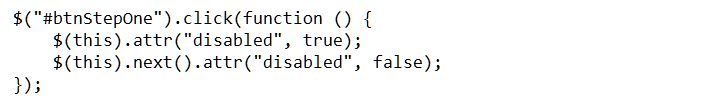 $("#btnStepOne").click(function () {
    $(this).attr("disabled", true);
    $(this).next().attr("disabled", false);
});